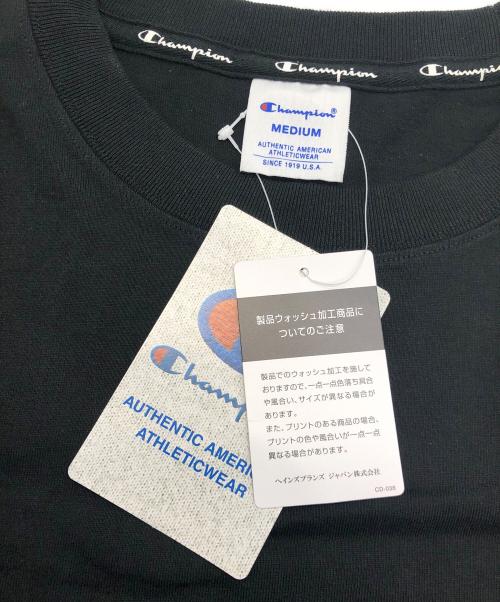 Champion
Champion
Champion
Champion®
MEDIUM
AUTHENTIC AMERICAN
ATHLETICWEAR
SINCE 1919 U.S.A.
Champion
AUTHENTIC AMERIC
ATHLETICWEAR
製品ウォッシュ加工商品に
ついてのご注意
製品でのウォッシュ加工を施して
おりますので、一点一点色落ち具合
や風合い、サイズが異なる場合が
あります。
また、プリントのある商品の場合、
プリントの色や風合いが一点一点
異なる場合があります。
ヘインズブランズ ジャパン株式会社
CD-035